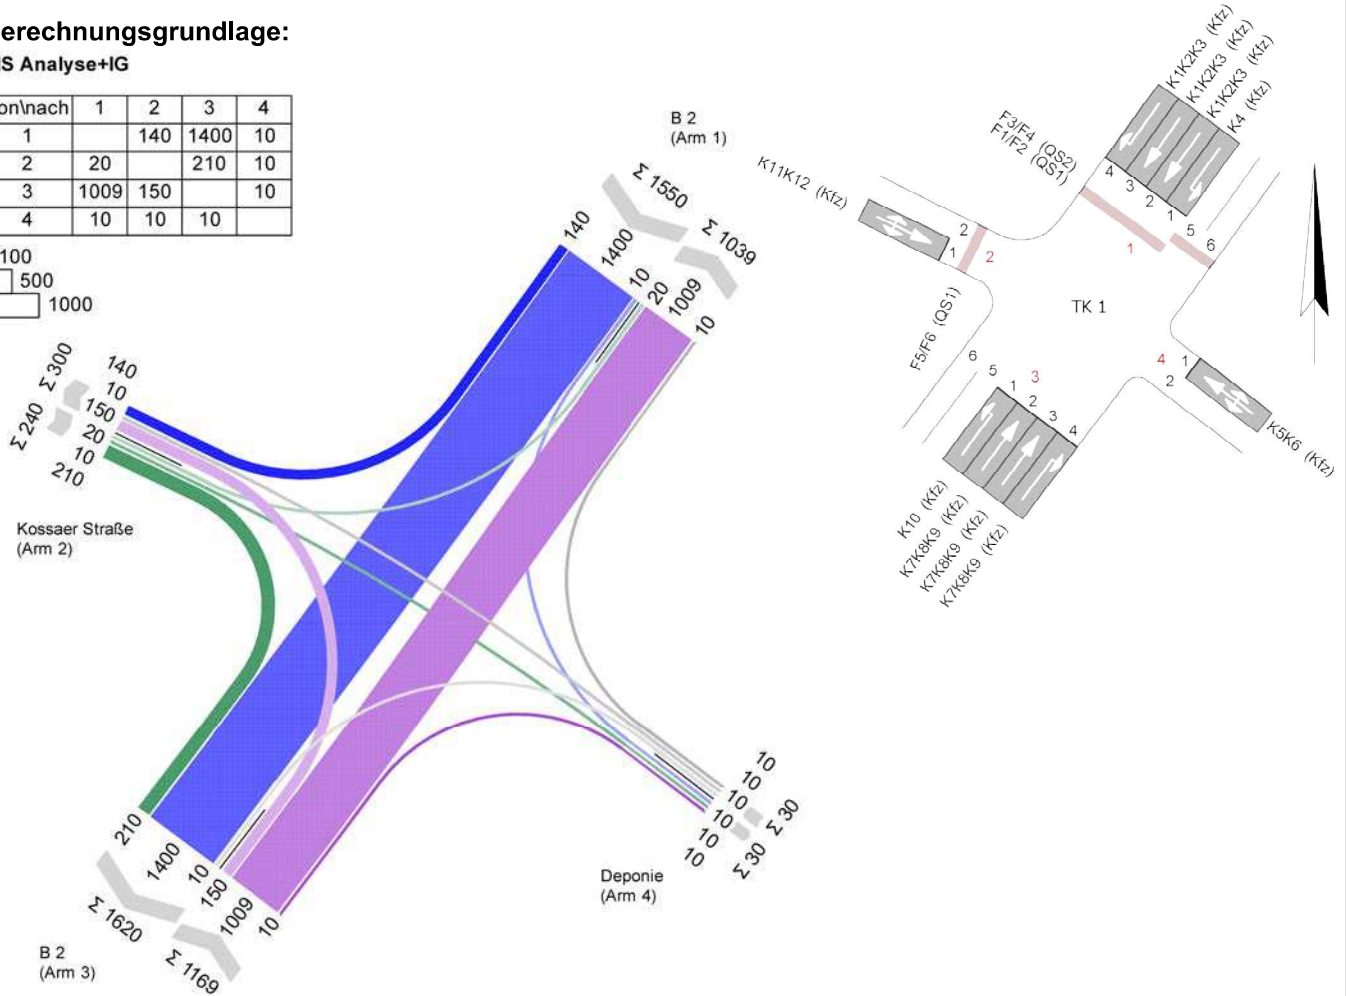 erechnungsgrundlage:
IS Analyse+IG
on\nach 1 2 3 4
1 140 1400 10
2 20 210 10
3 1009 150 10
4 10 10 10
100
500
1000
B 2
(Arm 1)
Σ 1550
Σ 1039
140
1400
10
20
1009
10
Σ 300
Σ 240
140
10
150
20
10
210
Kossaer Straße
(Arm 2)
210
1400
10
150
1009
10
Σ 1620
Σ 1169
B 2
(Arm 3)
10
10
10
10
10
10
Σ 30
Σ 30
Deponie
(Arm 4)
K1K2K3 (Kfz)
K1K2K3 (Kfz)
K1K2K3 (Kfz)
K4 (Kfz)
F3/F4 (QS2)
F1/F2 (QS1)
K11K12 (Kfz)
4
3
2
1
5
6
1
2
1
2
F5/F6 (QS1)
TK 1
6
5
1
3
2
3
4
4
1
2
K5K6 (Kfz)
K10 (Kfz)
K7K8K9 (Kfz)
K7K8K9 (Kfz)
K7K8K9 (Kfz)